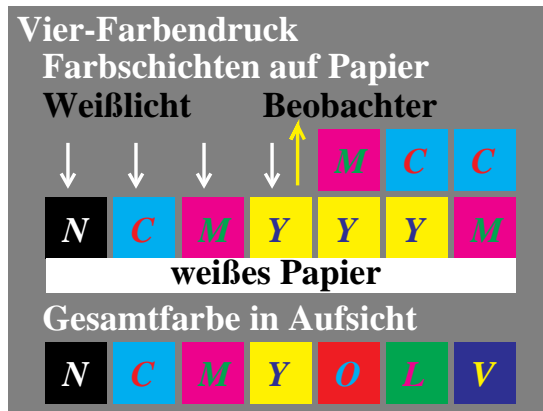 Vier-Farbendruck
Farbschichten auf Papier
Weißlicht Beobachter
M C C
N C M Y Y Y M
weißes Papier
Gesamtfarbe in Aufsicht
N C M Y O L V